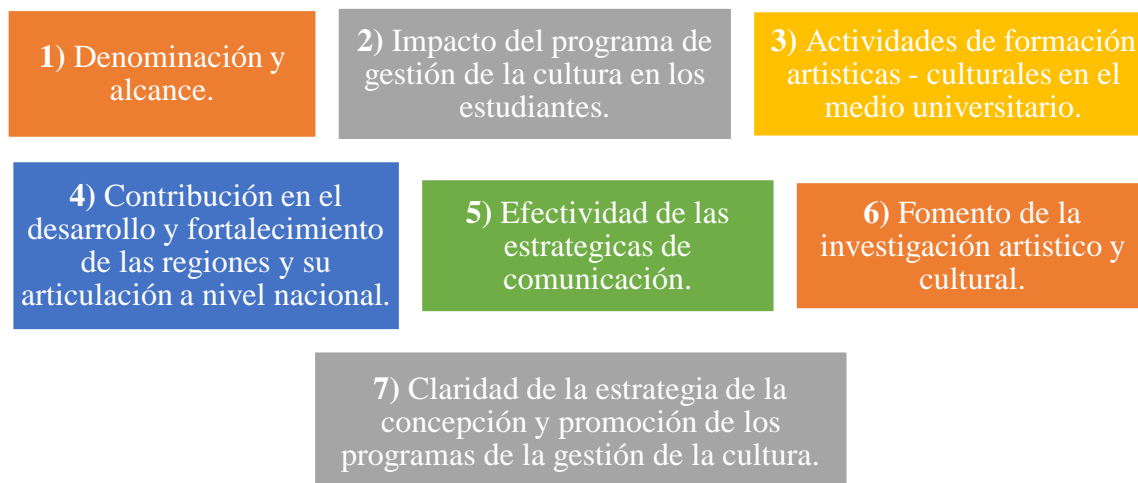 1) Denominación y
alcance.
2) Impacto del programa de
gestión de la cultura en los
estudiantes.
3) Actividades de formación
artisticas - culturales en el
medio universitario.
4) Contribución en el
desarrollo y fortalecimiento
de las regiones y su
articulación a nivel nacional.
5) Efectividad de las
estrategicas de
comunicación.
6) Fomento de la
investigación artistico y
cultural.
7) Claridad de la estrategia de la
concepción y promoción de los
programas de la gestión de la cultura.